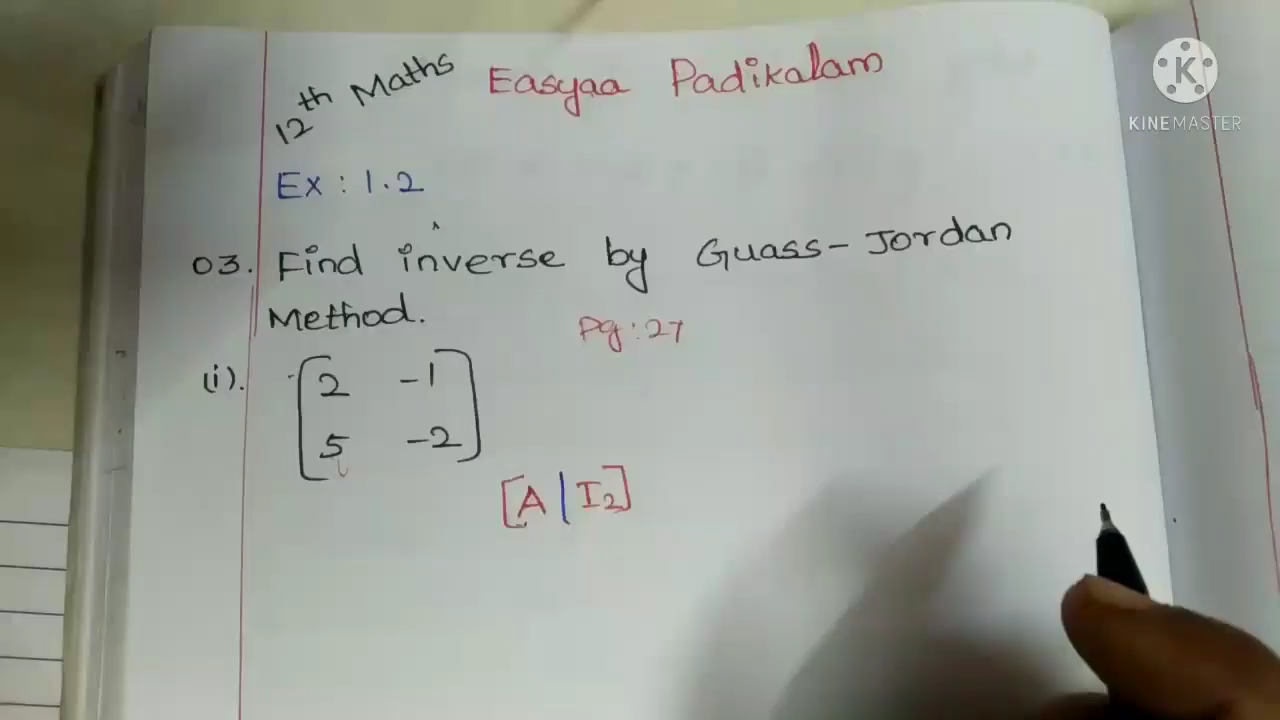 12th Maths Easyaa Padikalam
KINEMASTER
Ex : 1.2
03. Find inverse by Guass-Jordan
Method.
Pg: 27
(i). [2 -1
5 -2]
[A|I2]